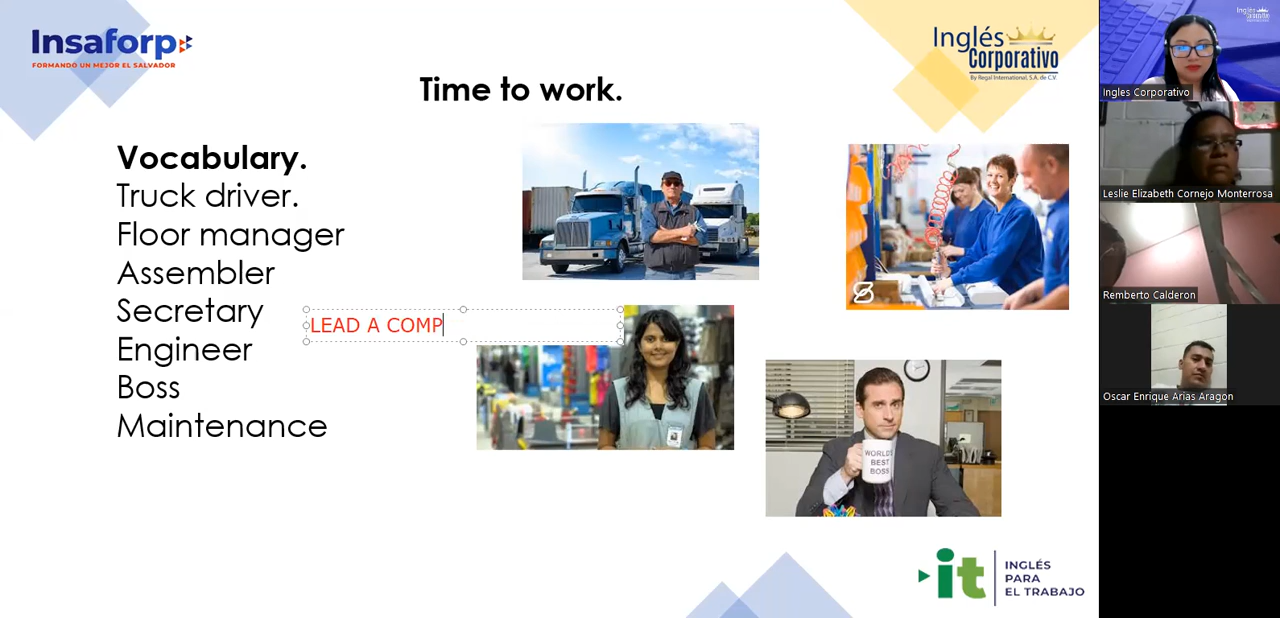 Insaforp
FORMANDO UN MEJOR EL SALVADOR
Inglés
Corporativo
By Regal International, S.A. de C.V.
Time to work.
Vocabulary.
Truck driver.
Floor manager
Assembler
Secretary
Engineer
Boss
Maintenance
LEAD A COMP
WORLD'S
BEST
BOSS
it
INGLÉS
PARA
EL TRABAJO
Ingles Corporativo
Leslie Elizabeth Cornejo Monterrosa
Remberto Calderon
Oscar Enrique Arias Aragon